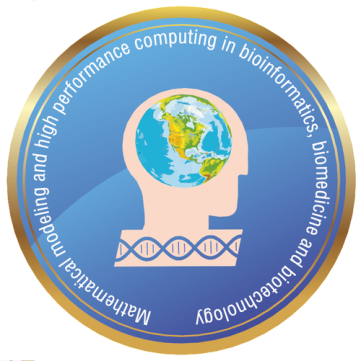 Mathematical modeling and high performance computing in bioinformatics, biomedicine and biotechnology